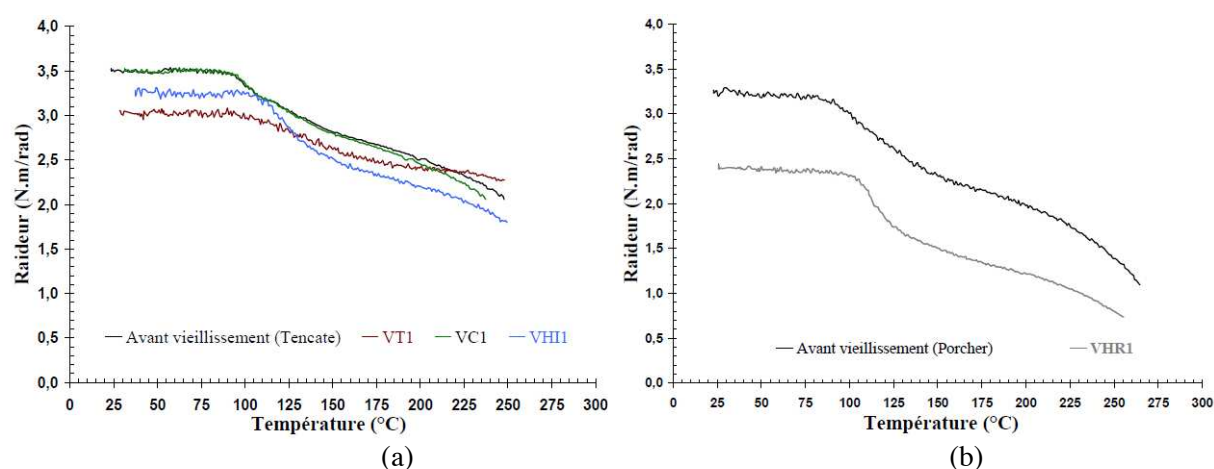 4,0
3,5
3,0
2,5
2,0
1,5
1,0
0,5
0,0
Raideur (N.m/rad)
Avant vieillissement (Tencate) VT1 VC1 VHI1
0 25 50 75 100 125 150 175 200 225 250 275 300
Température (°C)
(a)
4,0
3,5
3,0
2,5
2,0
1,5
1,0
0,5
0,0
Raideur (N.m/rad)
Avant vieillissement (Porcher) VHR1
0 25 50 75 100 125 150 175 200 225 250 275 300
Température (°C)
(b)